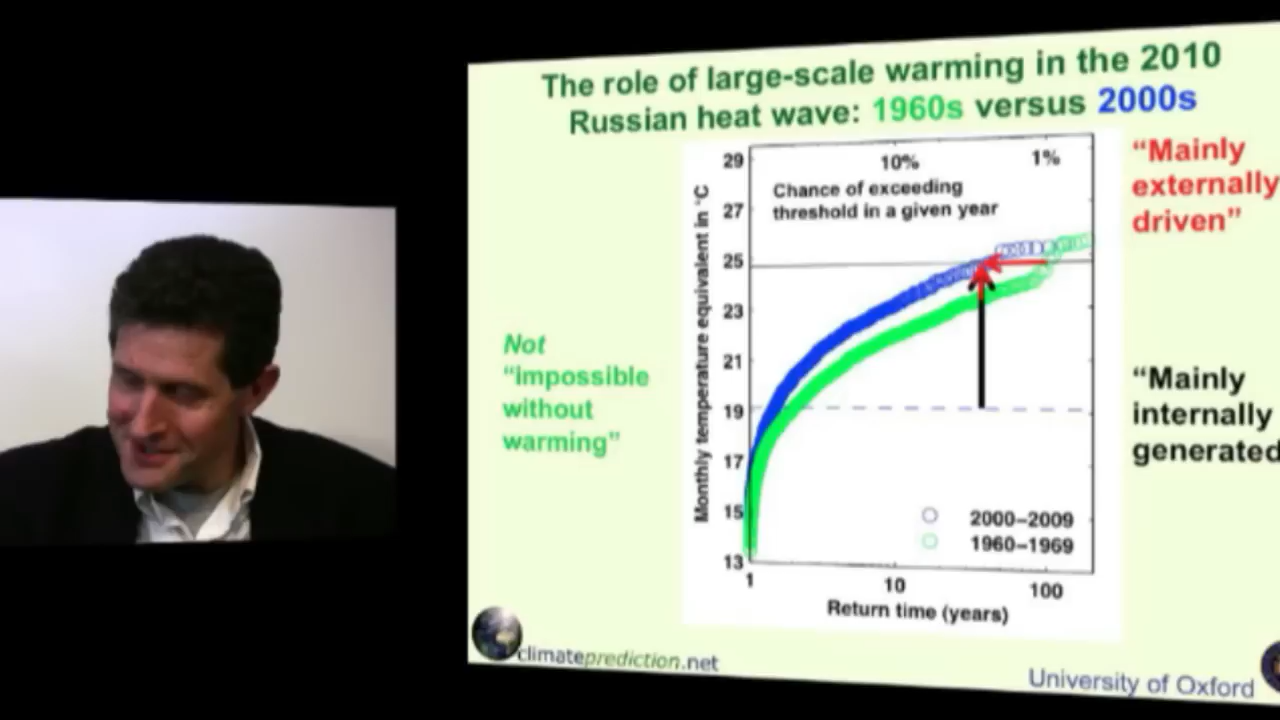 The role of large-scale warming in the 2010
Russian heat wave: 1960s versus 2000s
"Mainly
externally
driven"
Not
"impossible
without
warming"
"Mainly
internally
generated
Monthly temperature equivalent in °C
29
27
25
23
21
19
17
15
13
10%
1%
Chance of exceeding
threshold in a given year
2000–2009
1960–1969
1
10
100
Return time (years)
climateprediction.net
University of Oxford